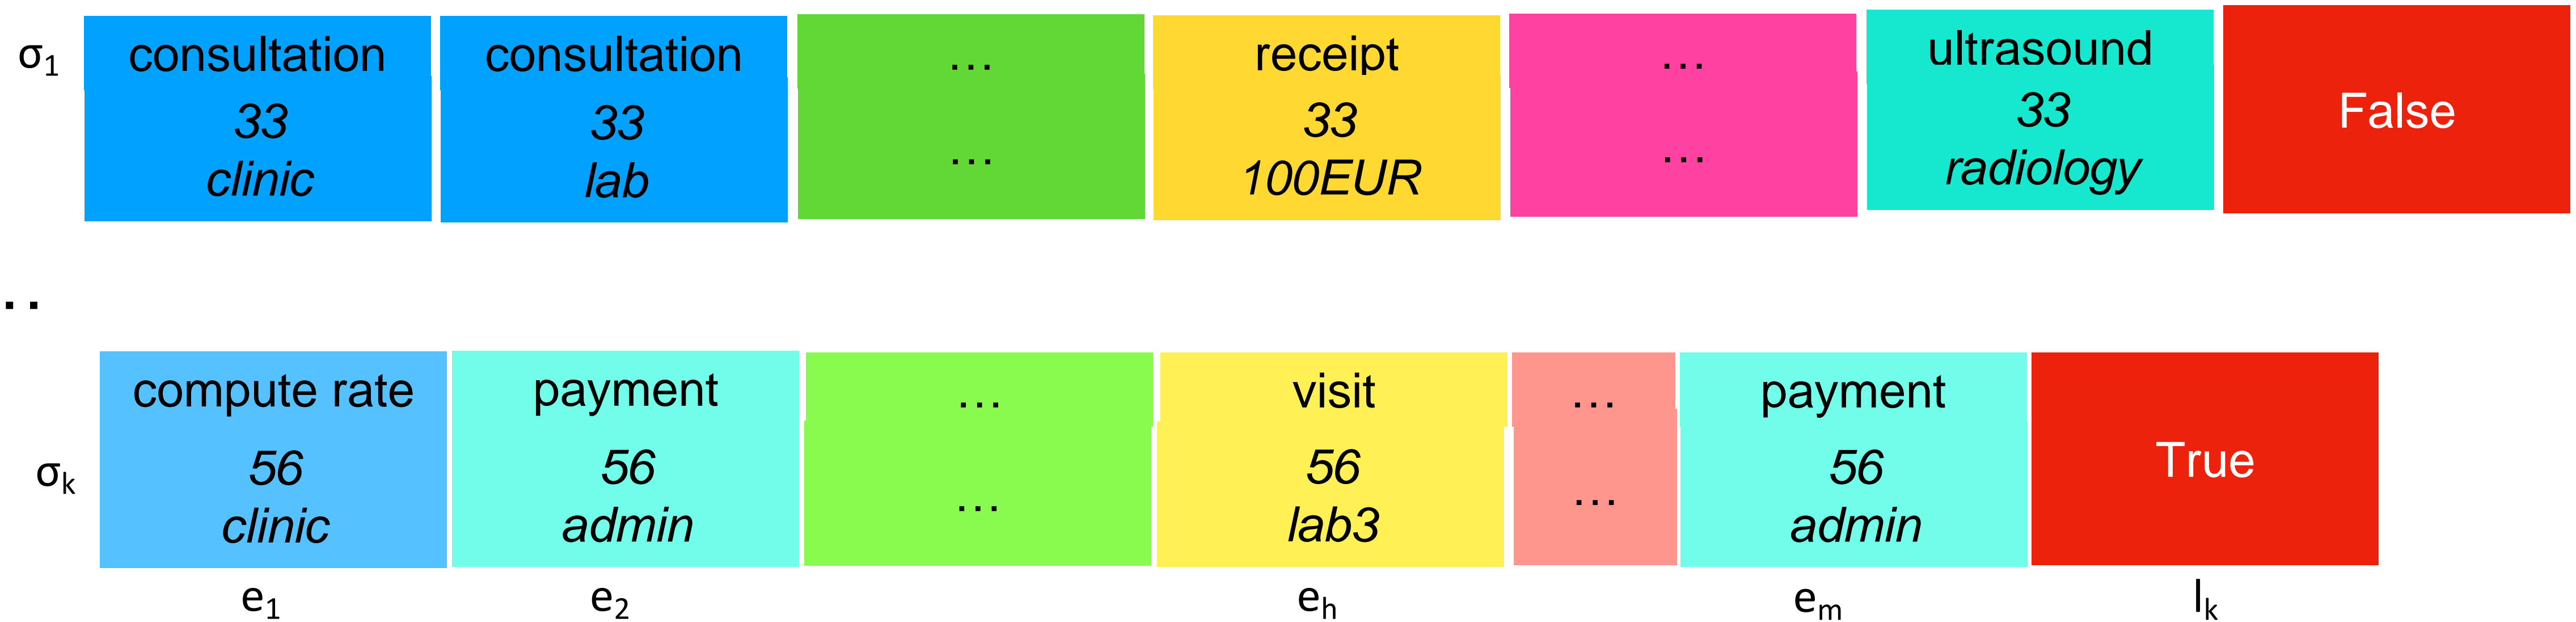 σ1 consultation consultation ... receipt ... ultrasound
33 33 ... 33 ... 33 False
clinic lab 100EUR radiology
..
compute rate payment ... visit ... payment
σk 56 56 ... 56 ... 56 True
clinic admin lab3 admin
e1 e2 eh em lk